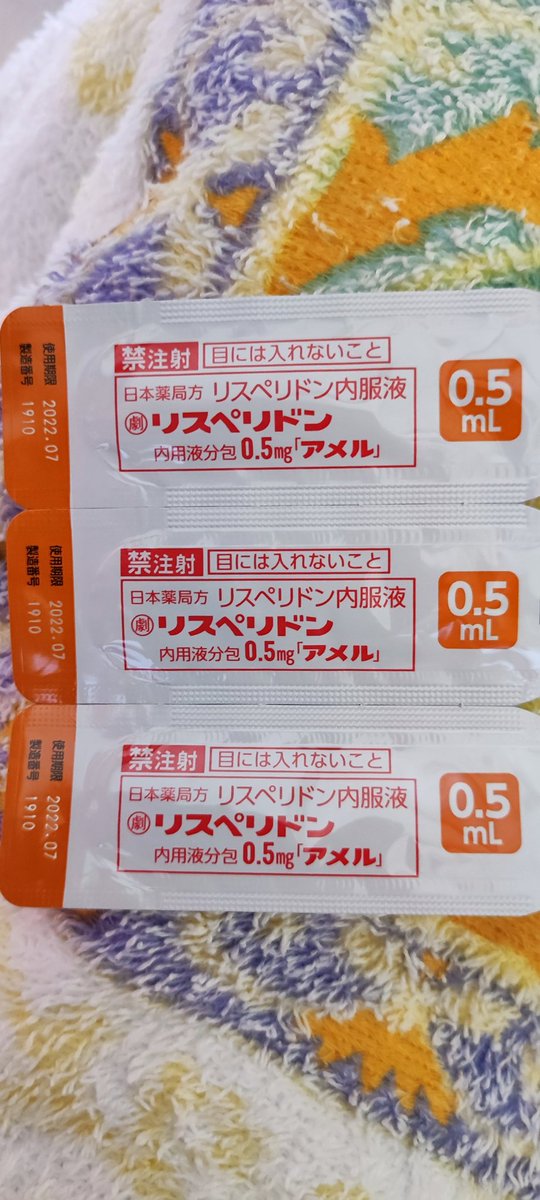 禁注射 目には入れないこと
日本薬局方 リスペリドン内服液
劇 リスペリドン
内用液分包 0.5mg「アメル」
0.5
mL
使用期限 2022.07
製造番号 1910
禁注射 目には入れないこと
日本薬局方 リスペリドン内服液
劇 リスペリドン
内用液分包 0.5mg「アメル」
0.5
mL
使用期限 2022.07
製造番号 1910
禁注射 目には入れないこと
日本薬局方 リスペリドン内服液
劇 リスペリドン
内用液分包 0.5mg「アメル」
0.5
mL
使用期限 2022.07
製造番号 1910